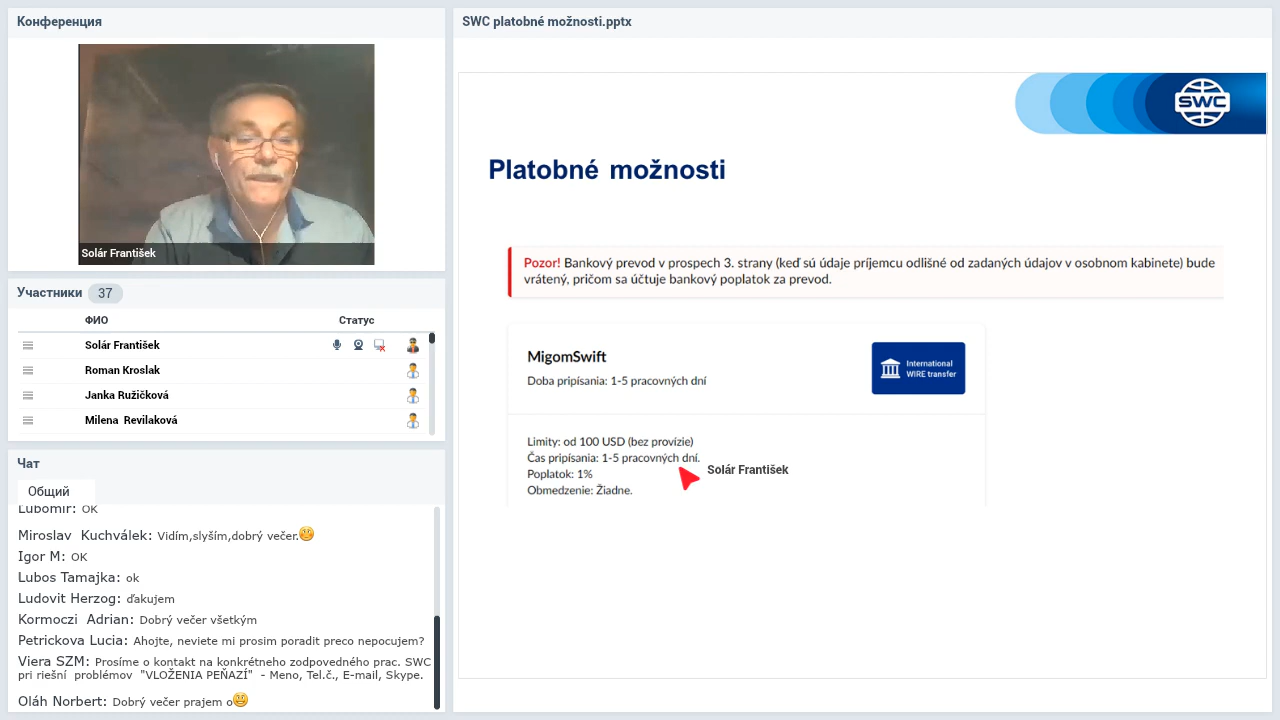 Конференция
Solár František
Участники 37
ФИО
Статус
Solár František
Roman Kroslak
Janka Ružičková
Milena Revilaková
Чат
Общий
Lubomir: OK
Miroslav Kuchválek: Vidím,slyším,dobrý večer.
Igor M: OK
Lubos Tamajka: ok
Ludovit Herzog: ďakujem
Kormoczi Adrian: Dobrý večer všetkým
Petrickova Lucia: Ahojte, neviete mi prosim poradit preco nepocujem?
Viera SZM: Prosíme o kontakt na konkrétneho zodpovedného prac. SWC
pri riešní problémov "VLOŽENIA PEŇAZÍ" - Meno, Tel.č., E-mail, Skype.
Oláh Norbert: Dobrý večer prajem o
SWC platobné možnosti.pptx
SWC
Platobné možnosti
Pozor! Bankový prevod v prospech 3. strany (keď sú údaje príjemcu odlišné od zadaných údajov v osobnom kabinete) bude
vrátený, pričom sa účtuje bankový poplatok za prevod.
MigomSwift
Doba pripísania: 1-5 pracovných dní
International
WIRE transfer
Limity: od 100 USD (bez provízie)
Čas pripísania: 1-5 pracovných dní.
Poplatok: 1%
Obmedzenie: Žiadne.
Solár František